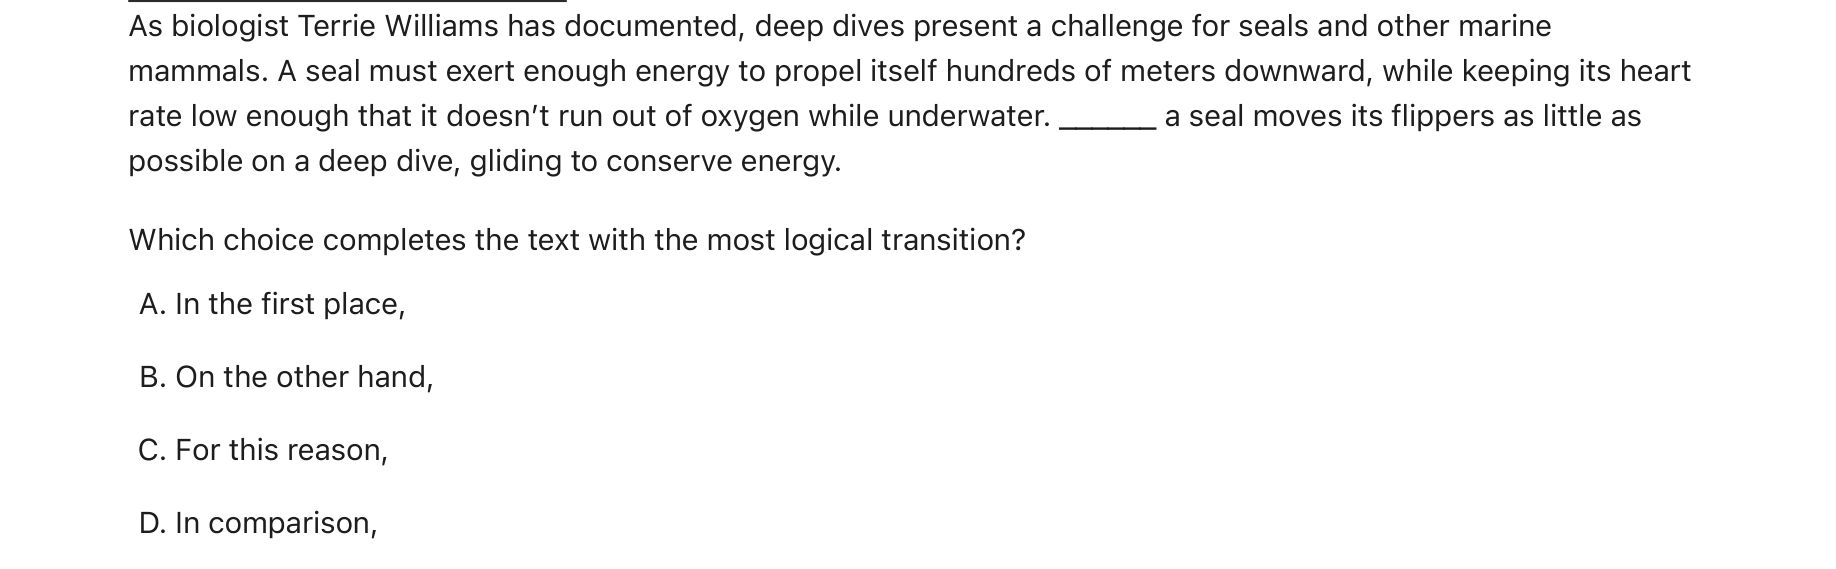 As biologist Terrie Williams has documented, deep dives present a challenge for seals and other marine
mammals. A seal must exert enough energy to propel itself hundreds of meters downward, while keeping its heart
rate low enough that it doesn’t run out of oxygen while underwater. ______ a seal moves its flippers as little as
possible on a deep dive, gliding to conserve energy.
Which choice completes the text with the most logical transition?
A. In the first place,
B. On the other hand,
C. For this reason,
D. In comparison,